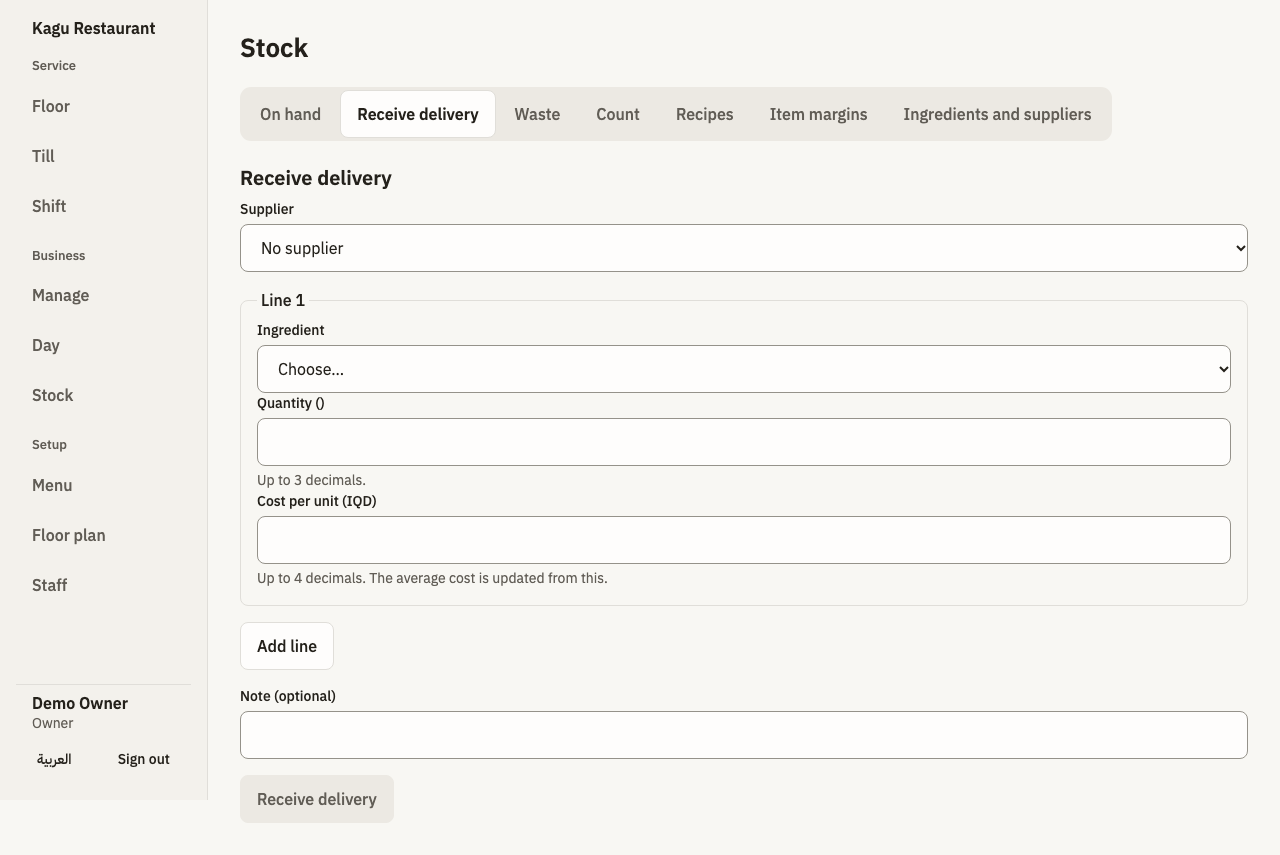 Kagu Restaurant
Service
Floor
Till
Shift
Business
Manage
Day
Stock
Setup
Menu
Floor plan
Staff
Demo Owner
Owner
العربية
Sign out
Stock
On hand
Receive delivery
Waste
Count
Recipes
Item margins
Ingredients and suppliers
Receive delivery
Supplier
No supplier
Line 1
Ingredient
Choose...
Quantity ()
Up to 3 decimals.
Cost per unit (IQD)
Up to 4 decimals. The average cost is updated from this.
Add line
Note (optional)
Receive delivery